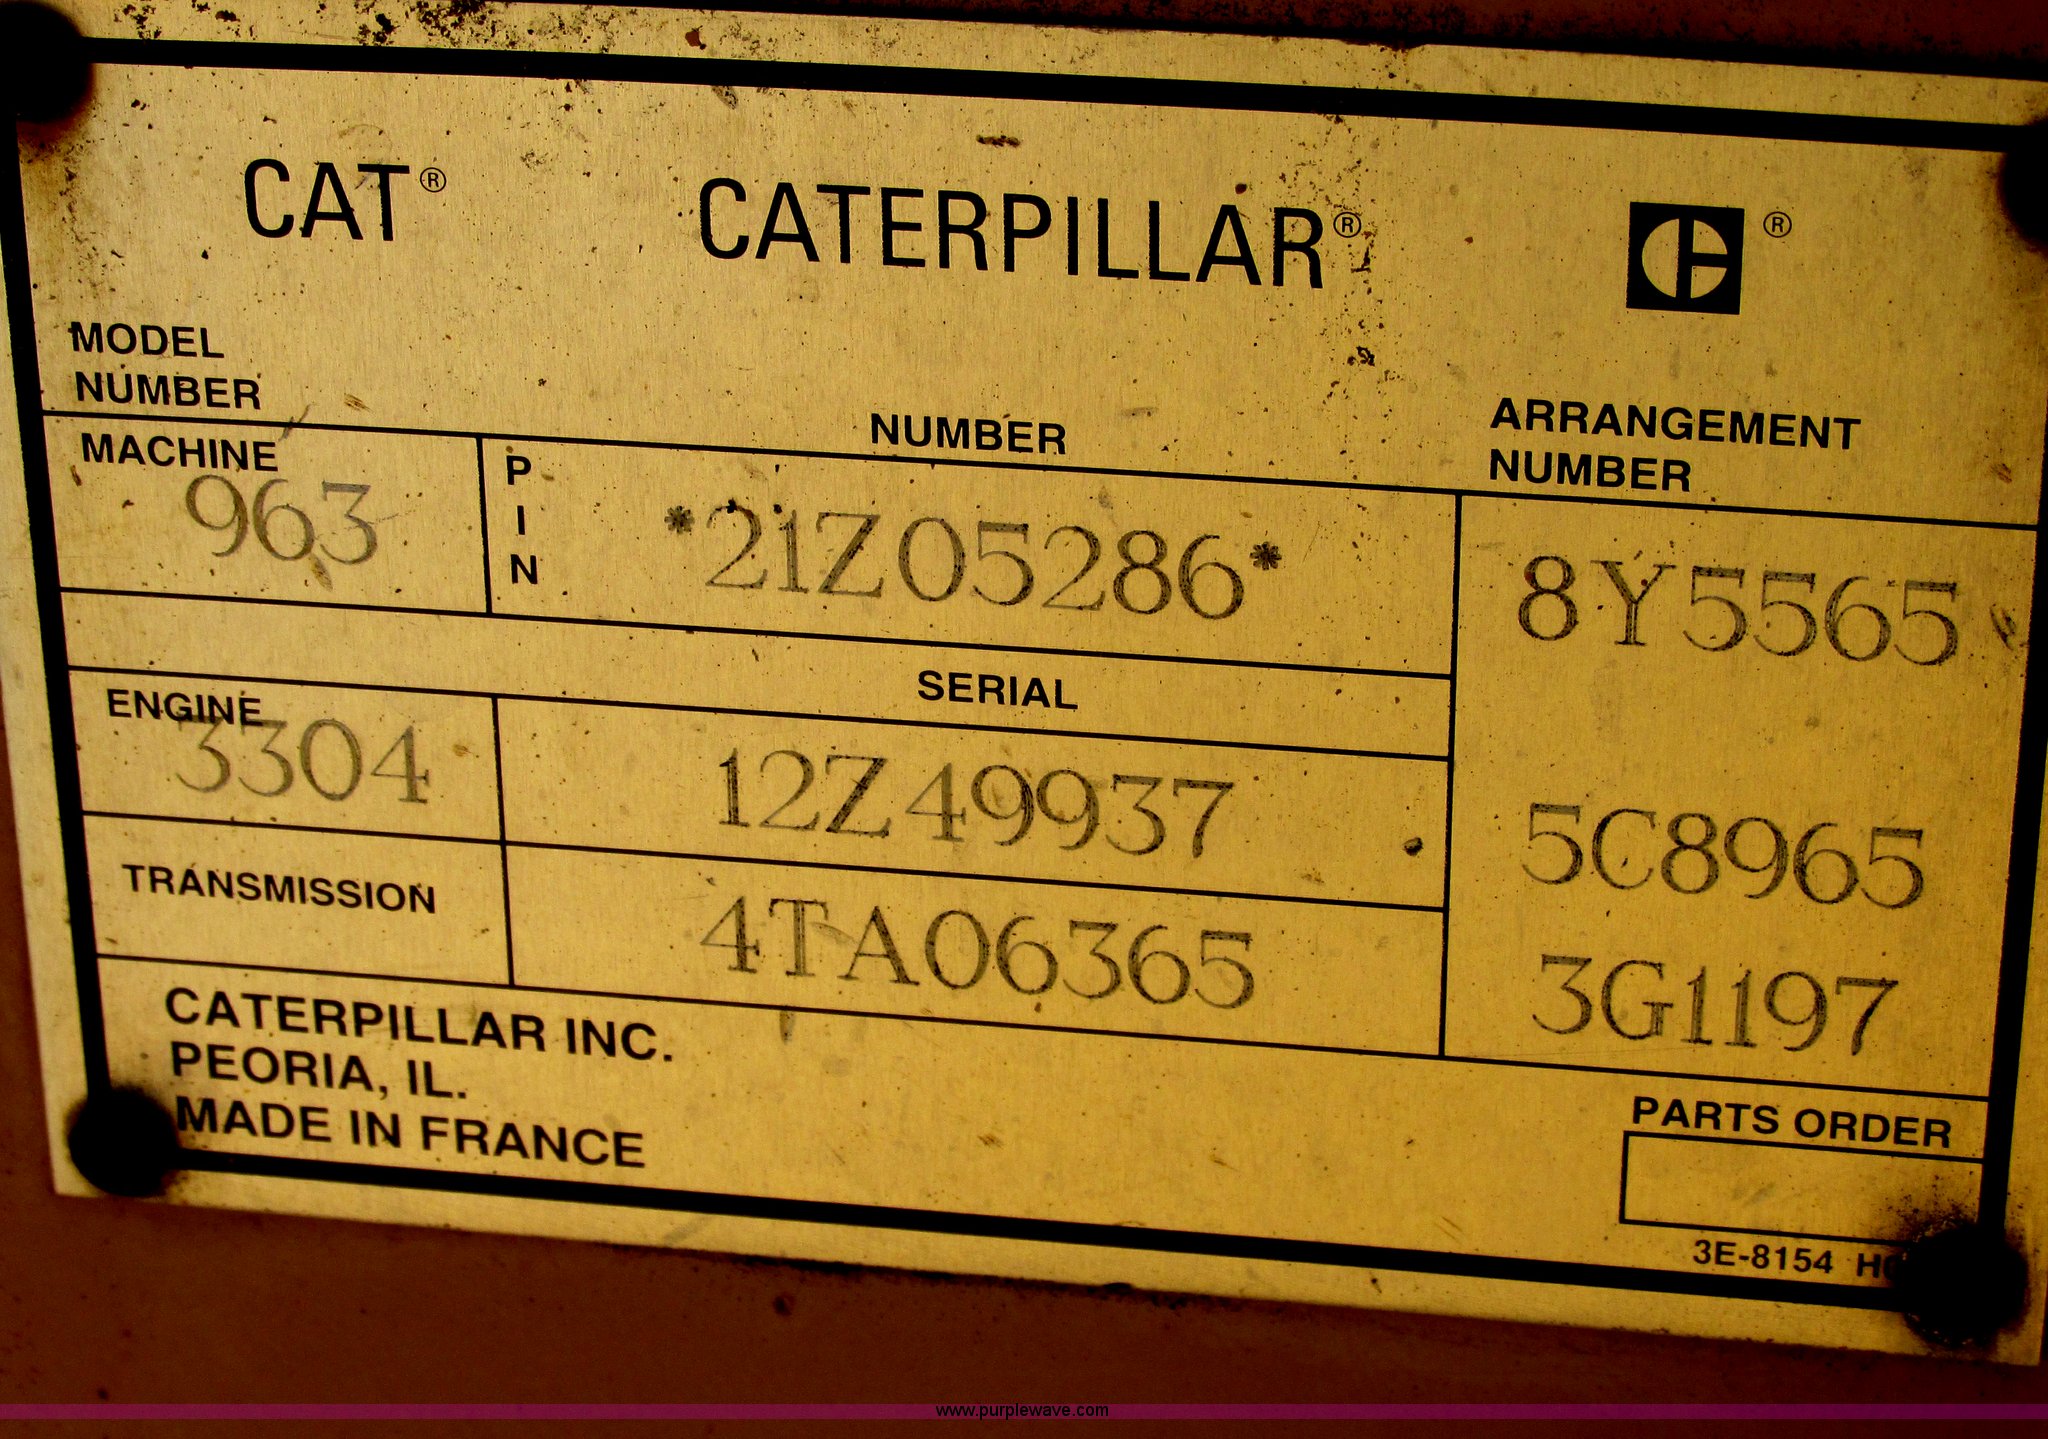 CAT® CATERPILLAR® ®
MODEL
NUMBER
NUMBER
ARRANGEMENT
NUMBER
MACHINE
963
PIN
*21Z05286*
8Y5565
SERIAL
ENGINE
3304
12Z49937
5C8965
TRANSMISSION
4TA06365
3G1197
CATERPILLAR INC.
PEORIA, IL.
MADE IN FRANCE
PARTS ORDER
3E-8154
www.purplewave.com